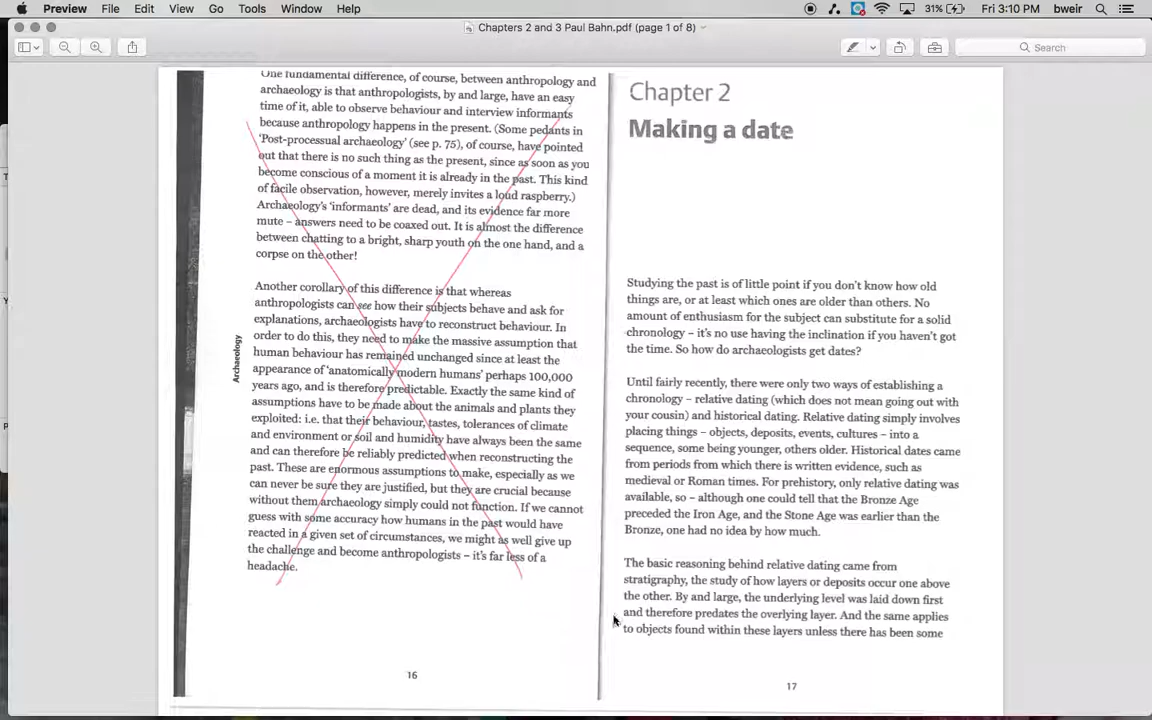 Preview File Edit View Go Tools Window Help
31% Fri 3:10 PM bweir
Chapters 2 and 3 Paul Bahn.pdf (page 1 of 8)
Search
One fundamental difference, of course, between anthropology and
archaeology is that anthropologists, by and large, have an easy
time of it, able to observe behaviour and interview informants
because anthropology happens in the present. (Some pedants in
'Post-processual archaeology' (see p. 75), of course, have pointed
out that there is no such thing as the present, since as soon as you
become conscious of a moment it is already in the past. This kind
of facile observation, however, merely invites a loud raspberry.)
Archaeology's 'informants' are dead, and its evidence far more
mute – answers need to be coaxed out. It is almost the difference
between chatting to a bright, sharp youth on the one hand, and a
corpse on the other!
Another corollary of this difference is that whereas
anthropologists can see how their subjects behave and ask for
explanations, archaeologists have to reconstruct behaviour. In
order to do this, they need to make the massive assumption that
human behaviour has remained unchanged since at least the
appearance of 'anatomically modern humans' perhaps 100,000
years ago, and is therefore predictable. Exactly the same kind of
assumptions have to be made about the animals and plants they
exploited: i.e. that their behaviour, tastes, tolerances of climate
and environment or soil and humidity have always been the same
and can therefore be reliably predicted when reconstructing the
past. These are enormous assumptions to make, especially as we
can never be sure they are justified, but they are crucial because
without them archaeology simply could not function. If we cannot
guess with some accuracy how humans in the past would have
reacted in a given set of circumstances, we might as well give up
the challenge and become anthropologists – it's far less of a
headache.
Archaeology
16
Chapter 2
Making a date
Studying the past is of little point if you don't know how old
things are, or at least which ones are older than others. No
amount of enthusiasm for the subject can substitute for a solid
chronology – it's no use having the inclination if you haven't got
the time. So how do archaeologists get dates?
Until fairly recently, there were only two ways of establishing a
chronology – relative dating (which does not mean going out with
your cousin) and historical dating. Relative dating simply involves
placing things – objects, deposits, events, cultures – into a
sequence, some being younger, others older. Historical dates came
from periods from which there is written evidence, such as
medieval or Roman times. For prehistory, only relative dating was
available, so – although one could tell that the Bronze Age
preceded the Iron Age, and the Stone Age was earlier than the
Bronze, one had no idea by how much.
The basic reasoning behind relative dating came from
stratigraphy, the study of how layers or deposits occur one above
the other. By and large, the underlying level was laid down first
and therefore predates the overlying layer. And the same applies
to objects found within these layers unless there has been some
17